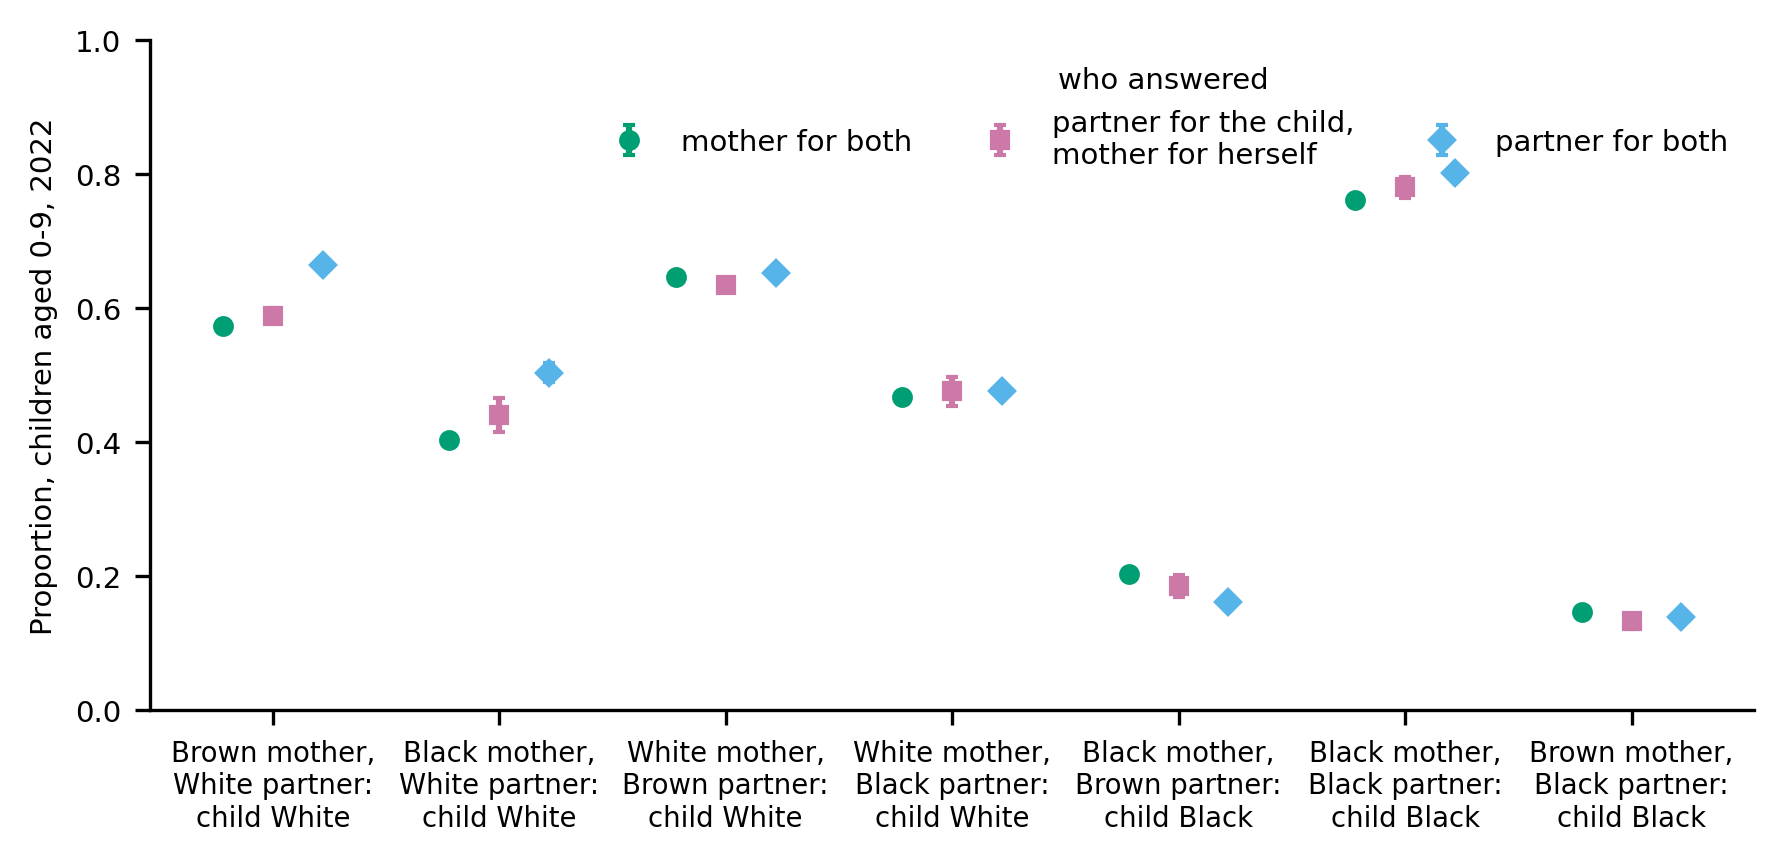 who answered
mother for both
partner for the child,
mother for herself
partner for both
Proportion, children aged 0-9, 2022
1.0
0.8
0.6
0.4
0.2
0.0
Brown mother,
White partner:
child White
Black mother,
White partner:
child White
White mother,
Brown partner:
child White
White mother,
Black partner:
child White
Black mother,
Brown partner:
child Black
Black mother,
Black partner:
child Black
Brown mother,
Black partner:
child Black